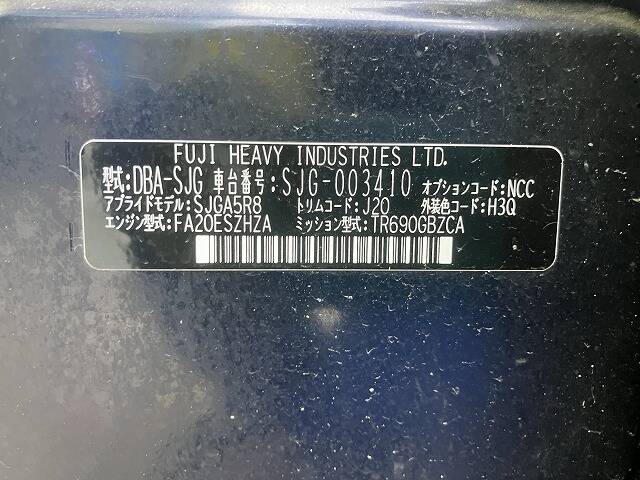 FUJI HEAVY INDUSTRIES LTD.
型式:DBA-SJG 車台番号:SJG-003410 オプションコード:NCC
アプライドモデル:SJGA5R8 トリムコード:J20 外装色コード:H3Q
エンジン型式:FA20ESZHZA ミッション型式:TR690GBZCA